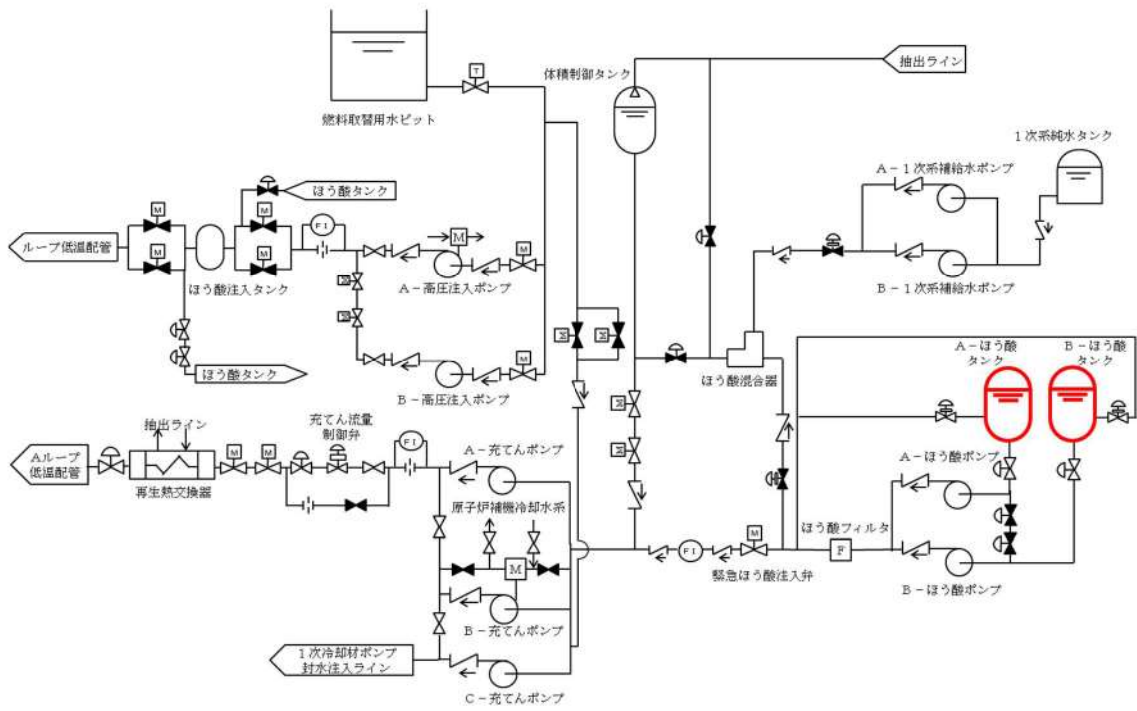 抽出ライン
体積制御タンク
T
燃料取替用水ピット
1次系純水タンク
A-1次系補給水ポンプ
ほう酸タンク
M
M
FI
M
ループ低温配管
M
M
M
ほう酸注入タンク
A-高圧注入ポンプ
B-1次系補給水ポンプ
M
M
M
M
M
ほう酸タンク
B-高圧注入ポンプ
ほう酸混合器
A-ほう酸
タンク
B-ほう酸
タンク
M
M
抽出ライン
充てん流量
制御弁
FI
A-充てんポンプ
Aループ
低温配管
M
M
再生熱交換器
原子炉補機冷却水系
A-ほう酸ポンプ
M
FI
M
緊急ほう酸注入弁
ほう酸フィルタ
F
B-ほう酸ポンプ
B-充てんポンプ
1次冷却材ポンプ
封水注入ライン
C-充てんポンプ